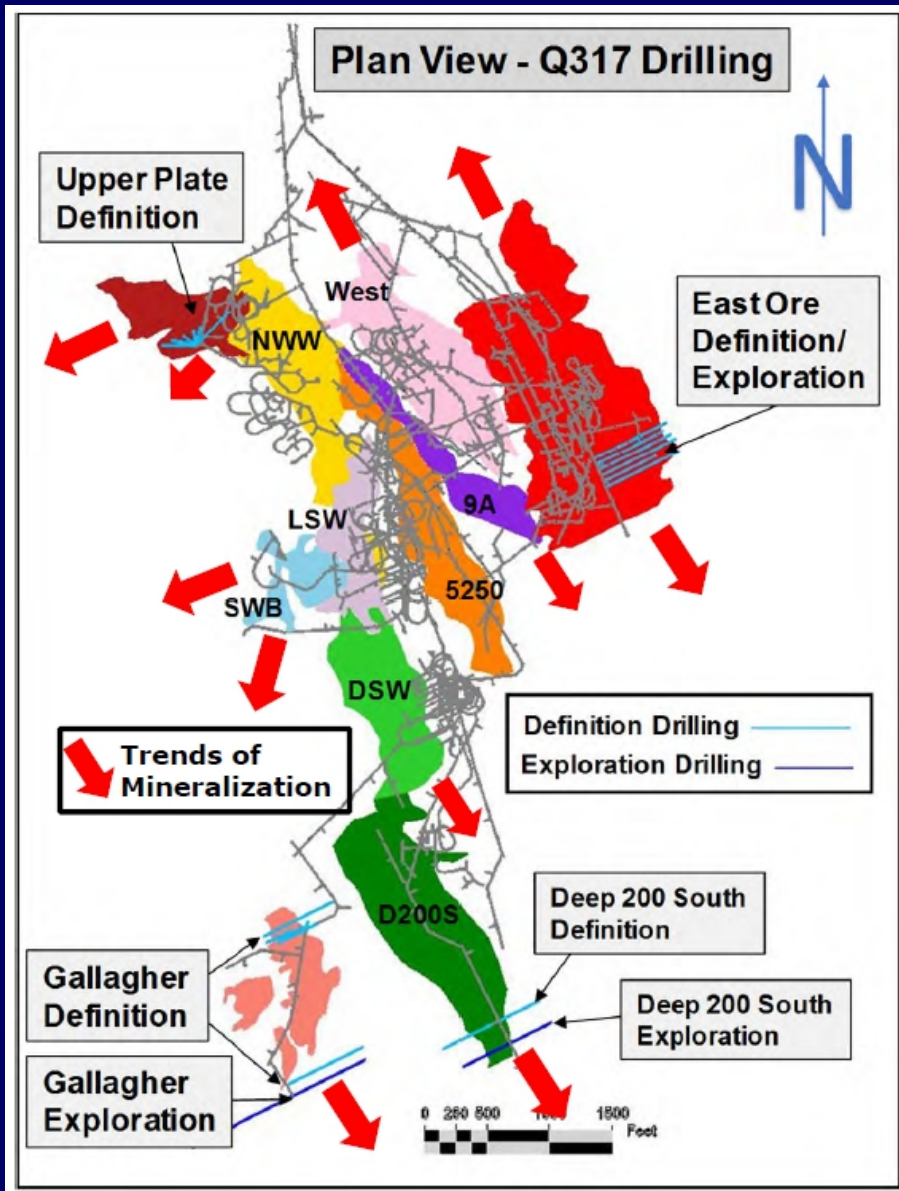 Plan View - Q317 Drilling
N
Upper Plate
Definition
West
NWW
East Ore
Definition/
Exploration
9A
LSW
SWB
5250
DSW
Definition Drilling
Exploration Drilling
Trends of
Mineralization
D200S
Deep 200 South
Definition
Deep 200 South
Exploration
Gallagher
Definition
Gallagher
Exploration
0 250 500 1500
Feet